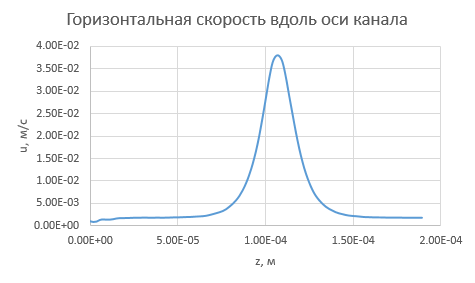 Горизонтальная скорость вдоль оси канала
4.00E-02
3.50E-02
3.00E-02
2.50E-02
2.00E-02
1.50E-02
1.00E-02
5.00E-03
0.00E+00
u, м/с
0.00E+00 5.00E-05 1.00E-04 1.50E-04 2.00E-04
z, м